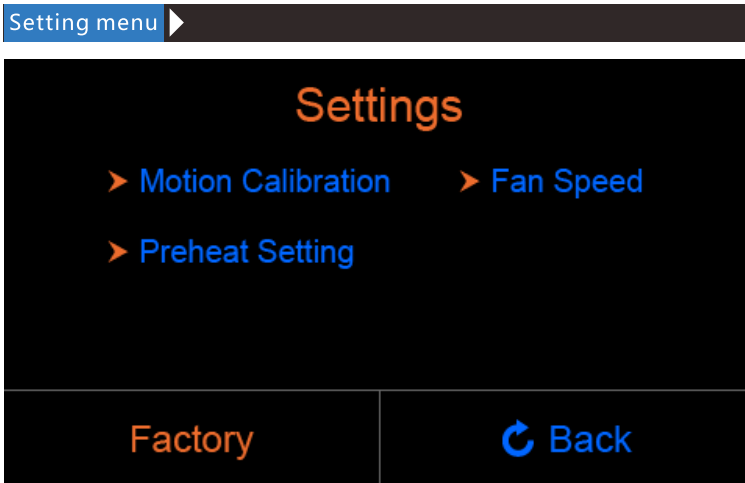 Setting menu
Settings
Motion Calibration
Fan Speed
Preheat Setting
Factory
Back